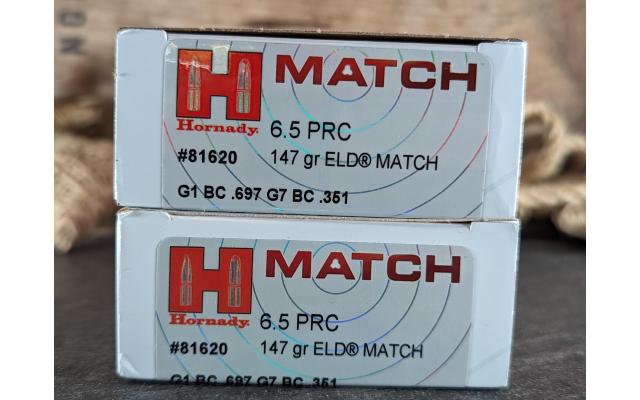 MATCH
Hornady
6.5 PRC
#81620 147 gr ELD® MATCH
G1 BC .697 G7 BC .351
MATCH
Hornady
6.5 PRC
#81620 147 gr ELD® MATCH
G1 BC .697 G7 BC .351